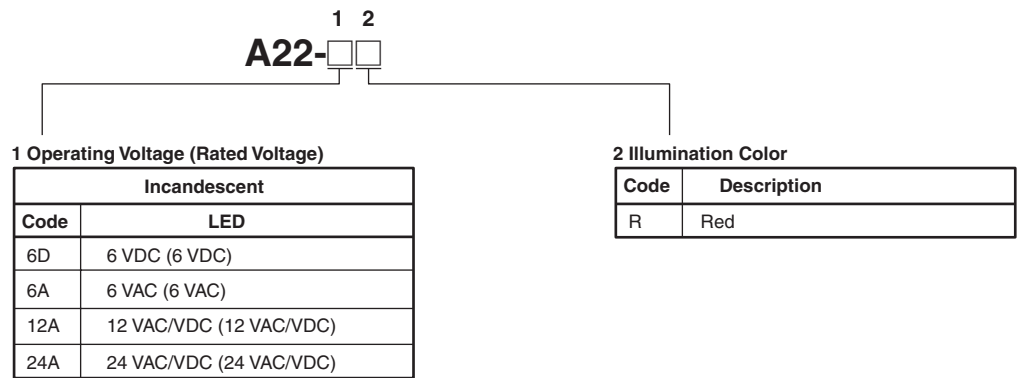 1 2
A22-
1 Operating Voltage (Rated Voltage)
Incandescent
Code LED
6D 6 VDC (6 VDC)
6A 6 VAC (6 VAC)
12A 12 VAC/VDC (12 VAC/VDC)
24A 24 VAC/VDC (24 VAC/VDC)
2 Illumination Color
Code Description
R Red